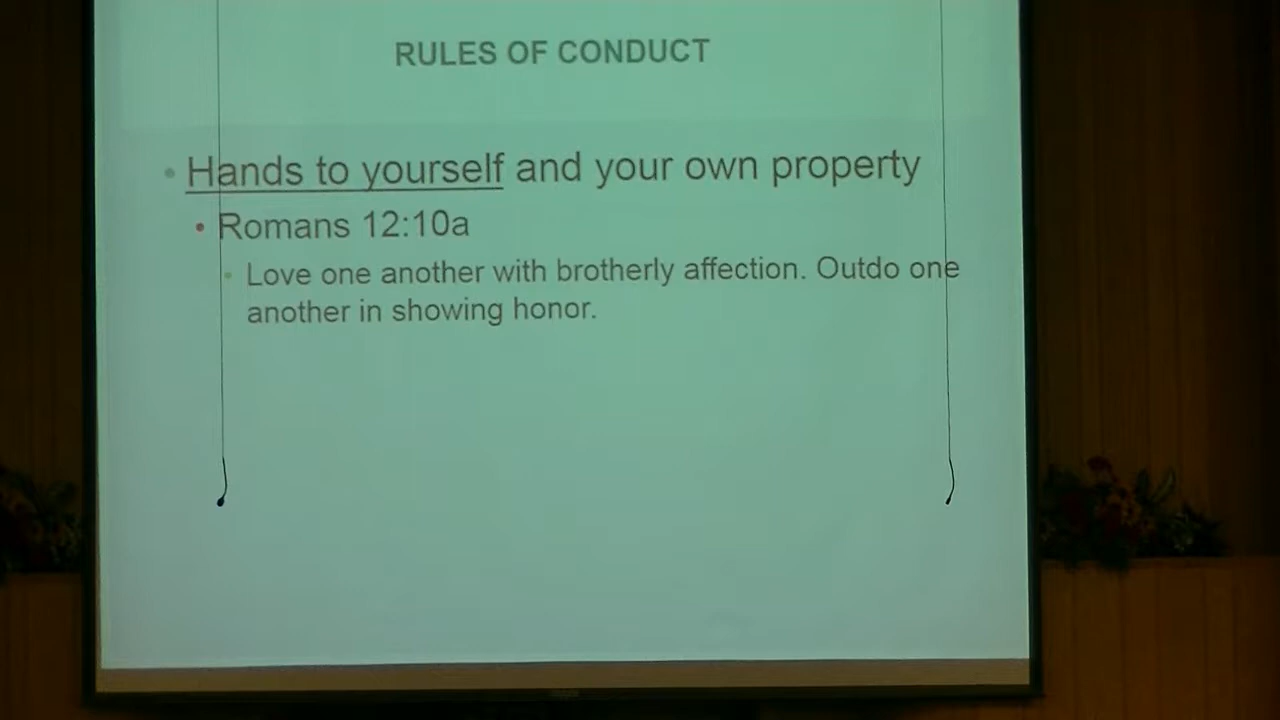 RULES OF CONDUCT
Hands to yourself and your own property
Romans 12:10a
Love one another with brotherly affection. Outdo one
another in showing honor.